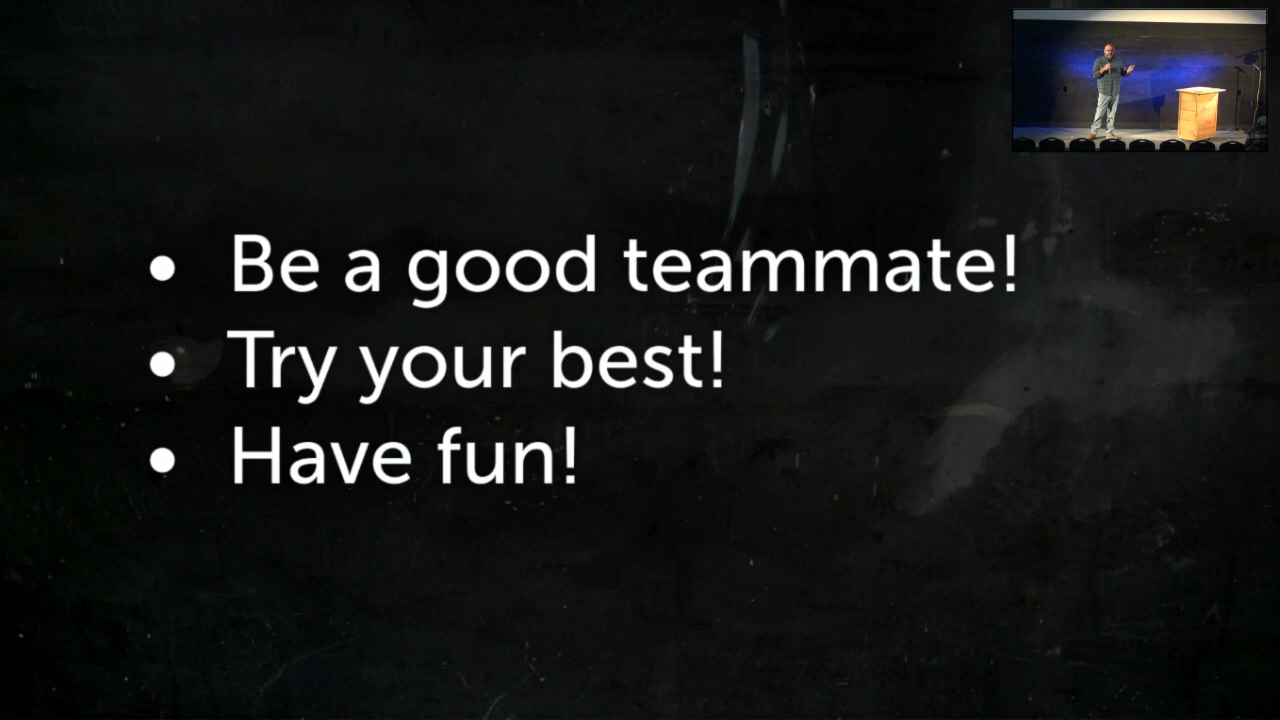 • Be a good teammate!
• Try your best!
• Have fun!